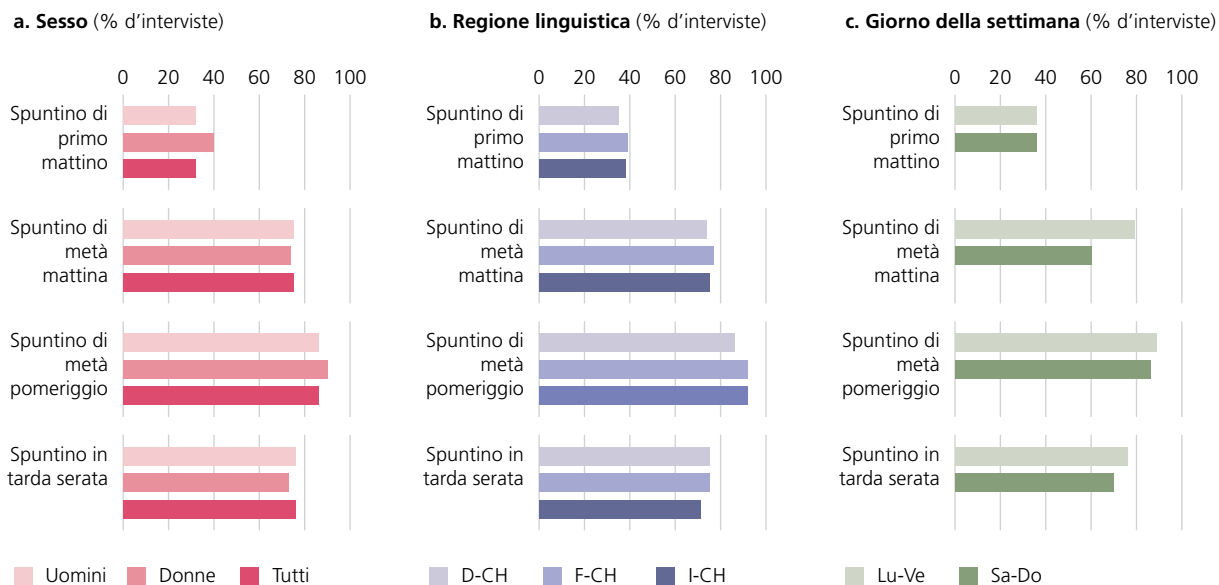 a. Sesso (% d’interviste)
0 20 40 60 80 100
Spuntino di
primo
mattino
Spuntino di
metà
mattina
Spuntino di
metà
pomeriggio
Spuntino in
tarda serata
Uomini Donne Tutti
b. Regione linguistica (% d’interviste)
0 20 40 60 80 100
Spuntino di
primo
mattino
Spuntino di
metà
mattina
Spuntino di
metà
pomeriggio
Spuntino in
tarda serata
D-CH F-CH I-CH
c. Giorno della settimana (% d’interviste)
0 20 40 60 80 100
Spuntino di
primo
mattino
Spuntino di
metà
mattina
Spuntino di
metà
pomeriggio
Spuntino in
tarda serata
Lu-Ve Sa-Do